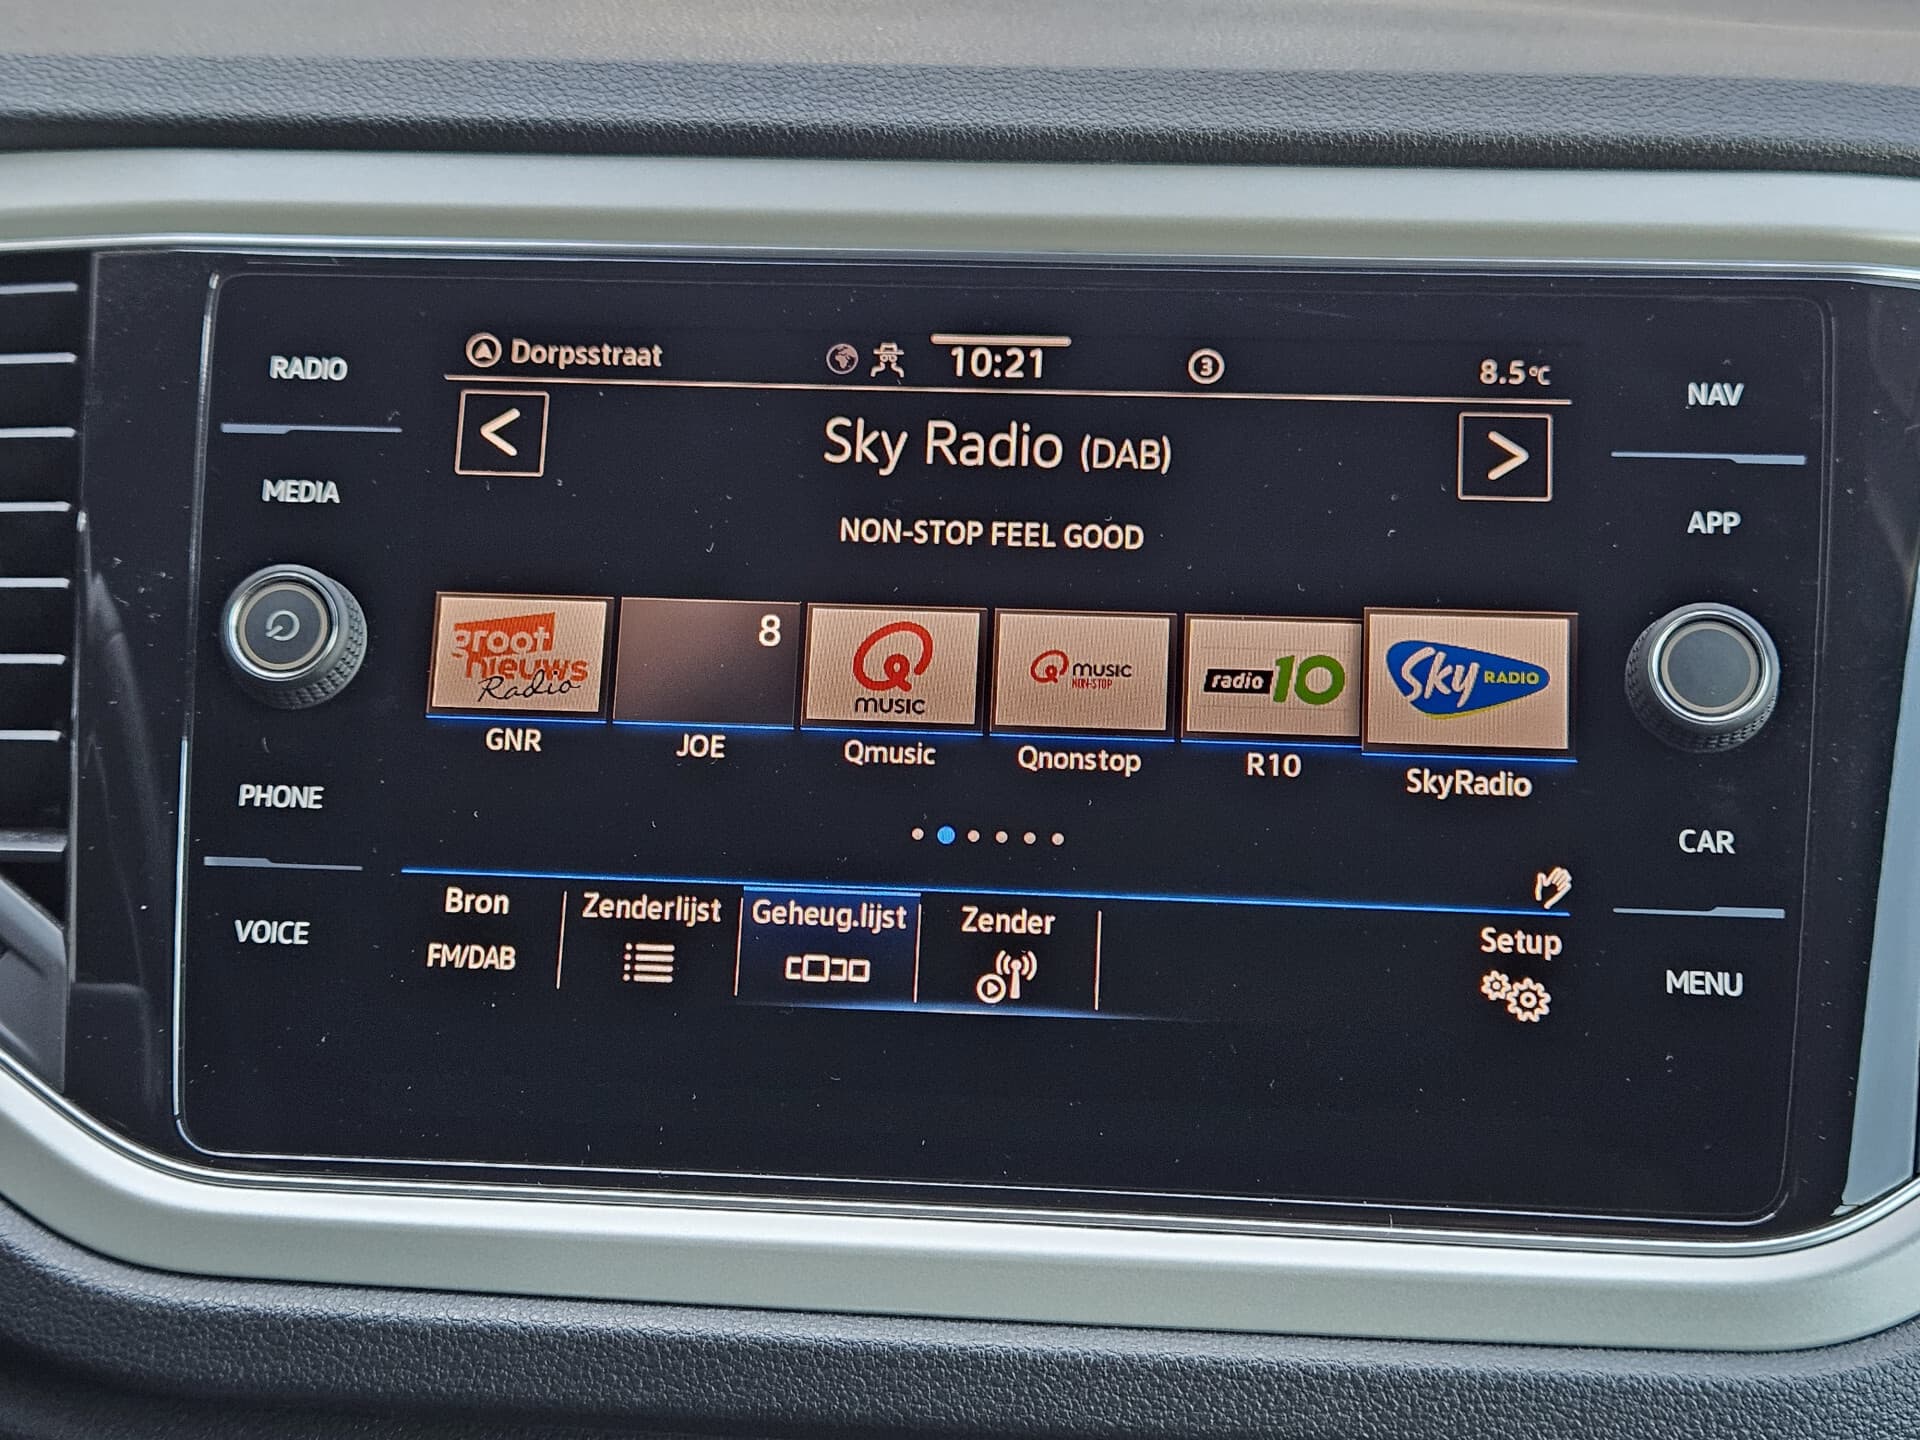 RADIO
MEDIA
PHONE
VOICE
Dorpsstraat
10:21
3
8.5°C
<
Sky Radio (DAB)
>
NON-STOP FEEL GOOD
groot
nieuws
Radio
8
Q
MUSIC
Q MUSIC
NON-STOP
radio 10
Sky RADIO
GNR
JOE
Qmusic
Qnonstop
R10
SkyRadio
Bron
FM/DAB
Zenderlijst
Geheug.lijst
Zender
Setup
NAV
APP
CAR
MENU